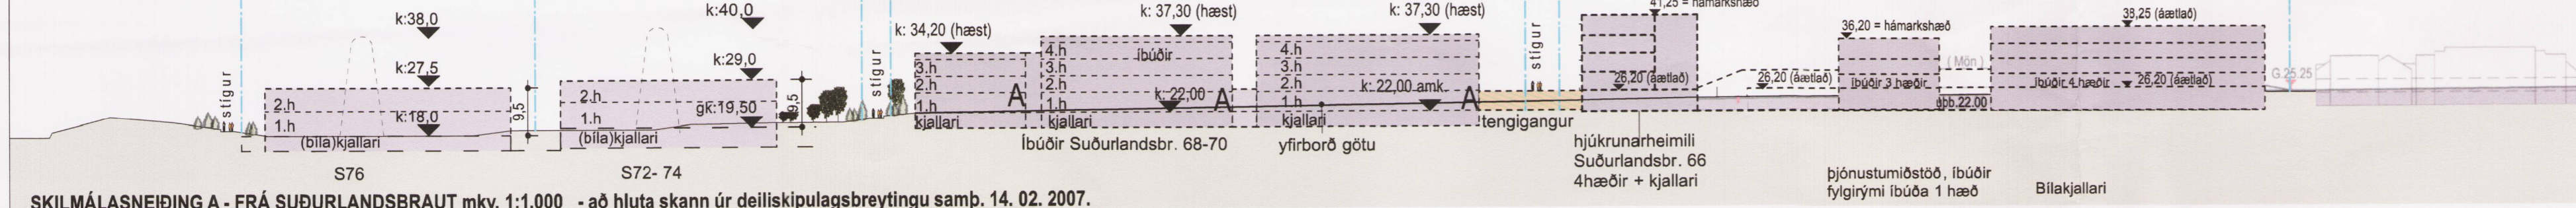 k:38,0
k:27,5
k:18,0
stígur
2.h
1.h
(bíla)kjallari
9,5
S76
k:40,0
k:29,0
gk:19,50
2.h
1.h
(bíla)kjallari
9,5
S72- 74
stígur
k: 34,20 (hæst)
3.h
2.h
1.h
kjallari
A
k: 37,30 (hæst)
4.h
3.h
2.h
1.h
kjallari
íbúðir
k: 22,00
A
Íbúðir Suðurlandsbr. 68-70
k: 37,30 (hæst)
4.h
3.h
2.h
1.h
kjallari
k: 22,00 amk.
A
yfirborð götu
stígur
tengigangur
41,25 = hámarkshæð
26,20 (áætlað)
hjúkrunarheimili
Suðurlandsbr. 66
4hæðir + kjallari
26,20 (áætlað)
36,20 = hámarkshæð
íbúðir 3 hæðir
( Mön )
gbb.22.00
þjónustumiðstöð, íbúðir
fylgirými íbúða 1 hæð
38,25 (áætlað)
íbúðir 4 hæðir
26,20 (áætlað)
Bílakjallari
G.25.25
SKILMÁLASNEIÐING A - FRÁ SUÐURLANDSBRAUT mkv. 1:1.000 - að hluta skann úr deiliskipulagsbreytingu samþ. 14. 02. 2007.